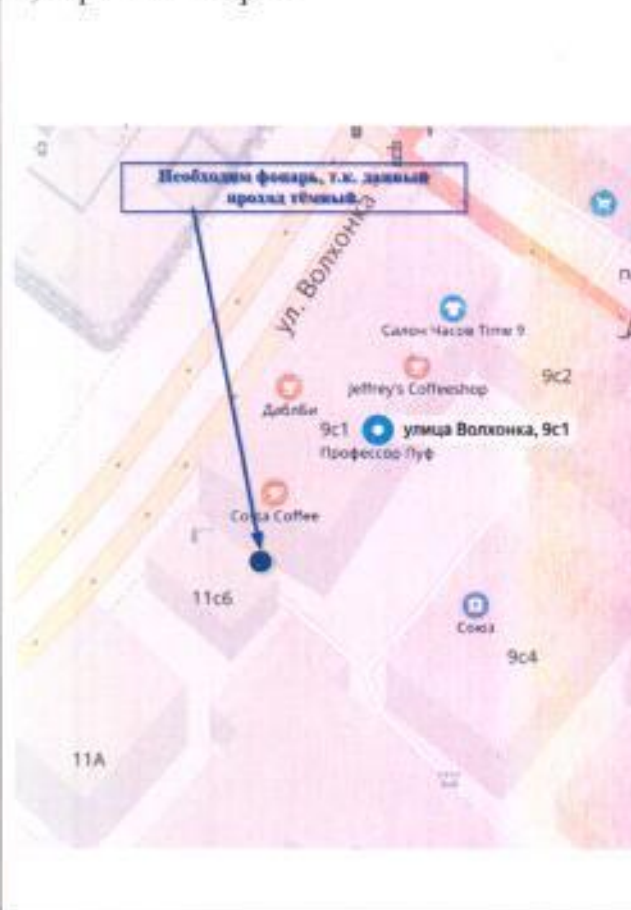 Необходим фонарь, т.к. данный
проход тёмный.
ул. Волхонка
Салон Часов Time 9
Jeffrey's Coffeeshop
9с2
ДаблБи
9с1
улица Волхонка, 9с1
Профессор Пуф
Costa Coffee
11с6
Союз
9с4
11А